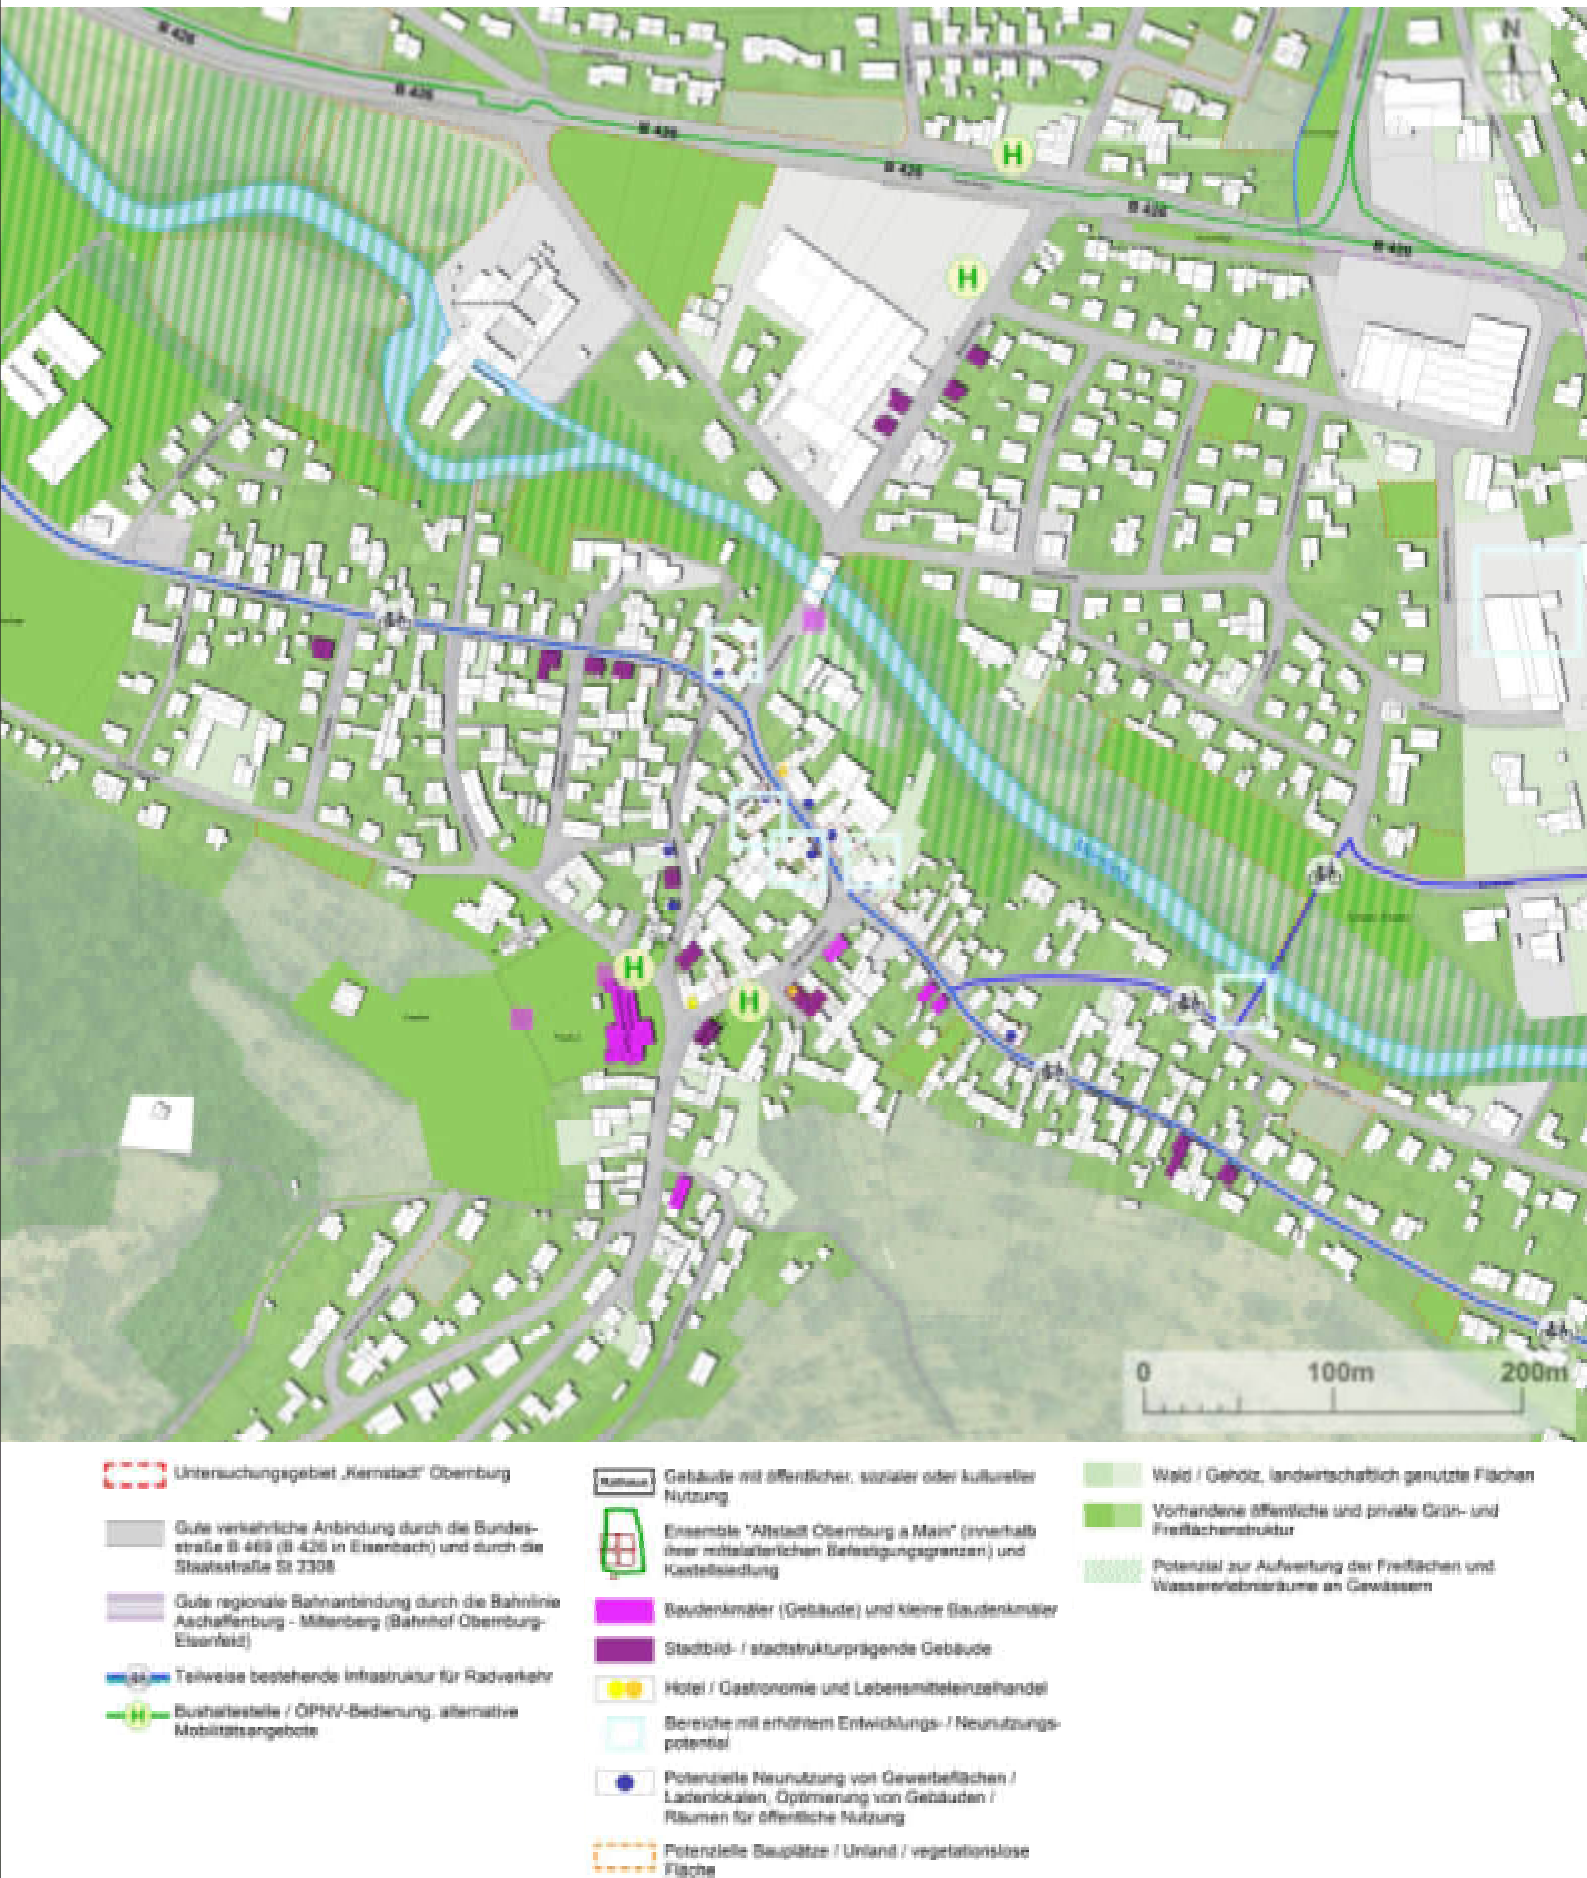 B 426
N
B 426
B 426
H
B 426
B 426
B 426
H
H
H
0 100m 200m
Untersuchungsgebiet „Kernstadt" Obernburg
Gute verkehrliche Anbindung durch die Bundes-
straße B 469 (B 426 in Eisenbach) und durch die
Staatsstraße St 2308
Gute regionale Bahnanbindung durch die Bahnlinie
Aschaffenburg - Miltenberg (Bahnhof Obernburg-
Elsenfeld)
Teilweise bestehende Infrastruktur für Radverkehr
H
Bushaltestelle / ÖPNV-Bedienung, alternative
Mobilitätsangebote
Rathaus
Gebäude mit öffentlicher, sozialer oder kultureller
Nutzung
Ensemble "Altstadt Obernburg a.Main" (innerhalb
ihrer mittelalterlichen Befestigungsgrenzen) und
Kastellsiedlung
Baudenkmäler (Gebäude) und kleine Baudenkmäler
Stadtbild- / stadtstrukturprägende Gebäude
Hotel / Gastronomie und Lebensmitteleinzelhandel
Bereiche mit erhöhtem Entwicklungs- / Neunutzungs-
potential
Potenzielle Neunutzung von Gewerbeflächen /
Ladenlokalen, Optimierung von Gebäuden /
Räumen für öffentliche Nutzung
Potenzielle Bauplätze / Unland / vegetationslose
Fläche
Wald / Gehölz, landwirtschaftlich genutzte Flächen
Vorhandene öffentliche und private Grün- und
Freiflächenstruktur
Potenzial zur Aufwertung der Freiflächen und
Wassererlebnisräume an Gewässern